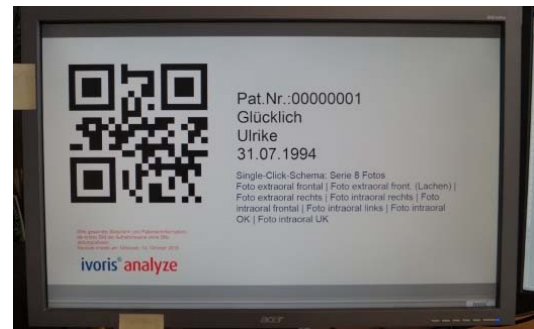 Pat.Nr.:00000001
Glücklich
Ulrike
31.07.1994
Single-Click-Schema: Serie 8 Fotos
Foto extraoral frontal | Foto extraoral front. (Lachen) |
Foto extraoral rechts | Foto intraoral rechts | Foto
intraoral frontal | Foto intraoral links | Foto intraoral
OK | Foto intraoral UK
ivoris® analyze
acer